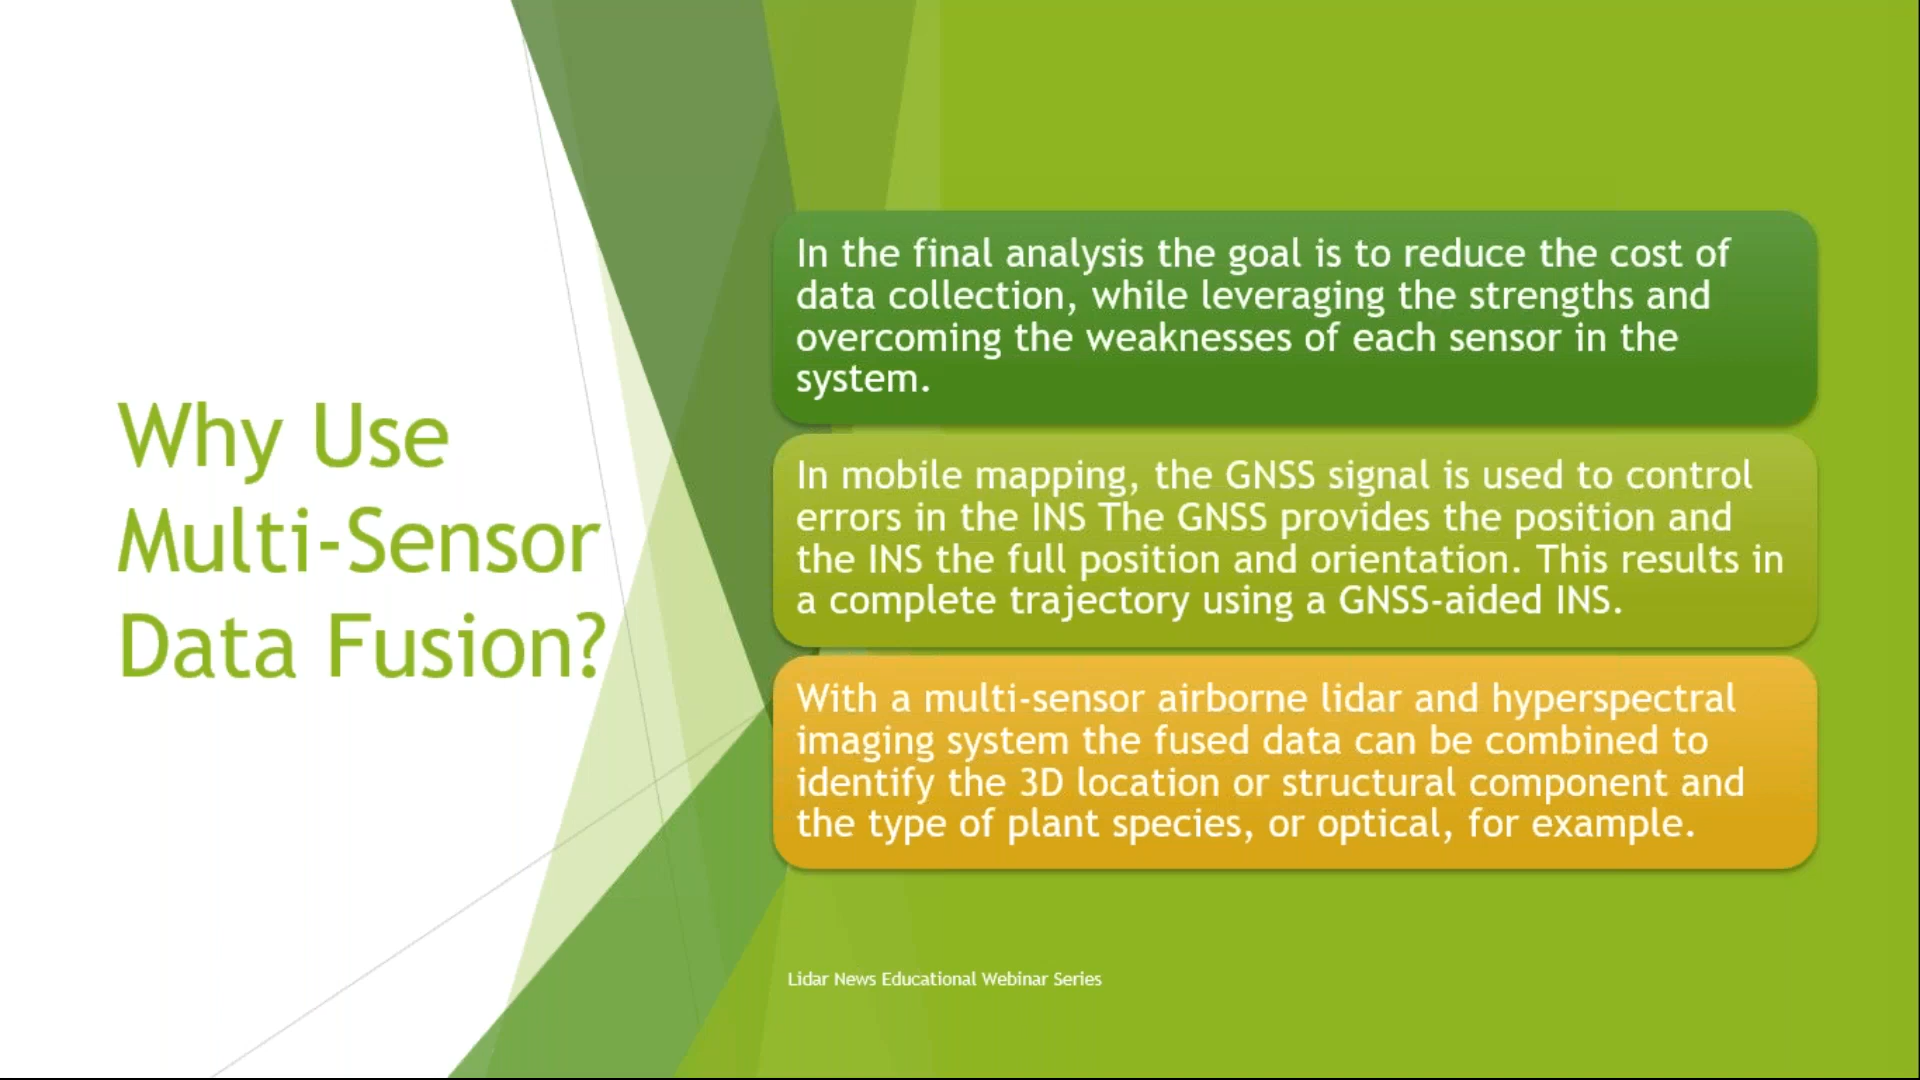 Why Use
Multi-Sensor
Data Fusion?
In the final analysis the goal is to reduce the cost of
data collection, while leveraging the strengths and
overcoming the weaknesses of each sensor in the
system.
In mobile mapping, the GNSS signal is used to control
errors in the INS The GNSS provides the position and
the INS the full position and orientation. This results in
a complete trajectory using a GNSS-aided INS.
With a multi-sensor airborne lidar and hyperspectral
imaging system the fused data can be combined to
identify the 3D location or structural component and
the type of plant species, or optical, for example.
Lidar News Educational Webinar Series